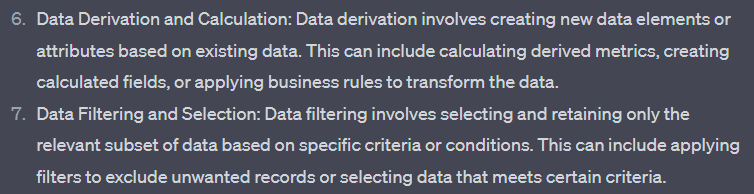 6. Data Derivation and Calculation: Data derivation involves creating new data elements or
attributes based on existing data. This can include calculating derived metrics, creating
calculated fields, or applying business rules to transform the data.
7. Data Filtering and Selection: Data filtering involves selecting and retaining only the
relevant subset of data based on specific criteria or conditions. This can include applying
filters to exclude unwanted records or selecting data that meets certain criteria.